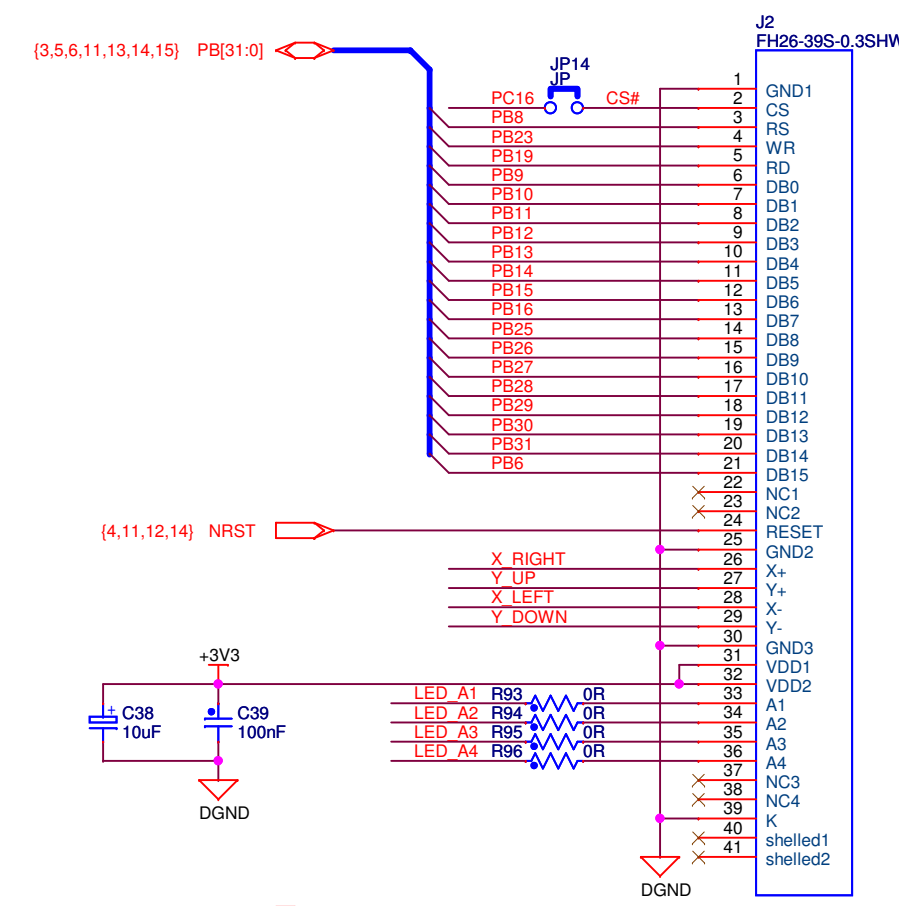 J2
FH26-39S-0.3SHW
{3,5,6,11,13,14,15} PB[31:0]
JP14
JP
1 GND1
PC16 CS# 2 CS
PB8 3 RS
PB23 4 WR
PB19 5 RD
PB9 6 DB0
PB10 7 DB1
PB11 8 DB2
PB12 9 DB3
PB13 10 DB4
PB14 11 DB5
PB15 12 DB6
PB16 13 DB7
PB25 14 DB8
PB26 15 DB9
PB27 16 DB10
PB28 17 DB11
PB29 18 DB12
PB30 19 DB13
PB31 20 DB14
PB6 21 DB15
22 NC1
23 NC2
{4,11,12,14} NRST 24 RESET
25 GND2
X_RIGHT 26 X+
Y_UP 27 Y+
X_LEFT 28 X-
Y_DOWN 29 Y-
30 GND3
+3V3 31 VDD1
32 VDD2
LED_A1 R93 0R 33 A1
C38 C39 LED_A2 R94 0R 34 A2
10uF 100nF LED_A3 R95 0R 35 A3
LED_A4 R96 0R 36 A4
37 NC3
38 NC4
DGND 39 K
40 shelled1
41 shelled2
DGND